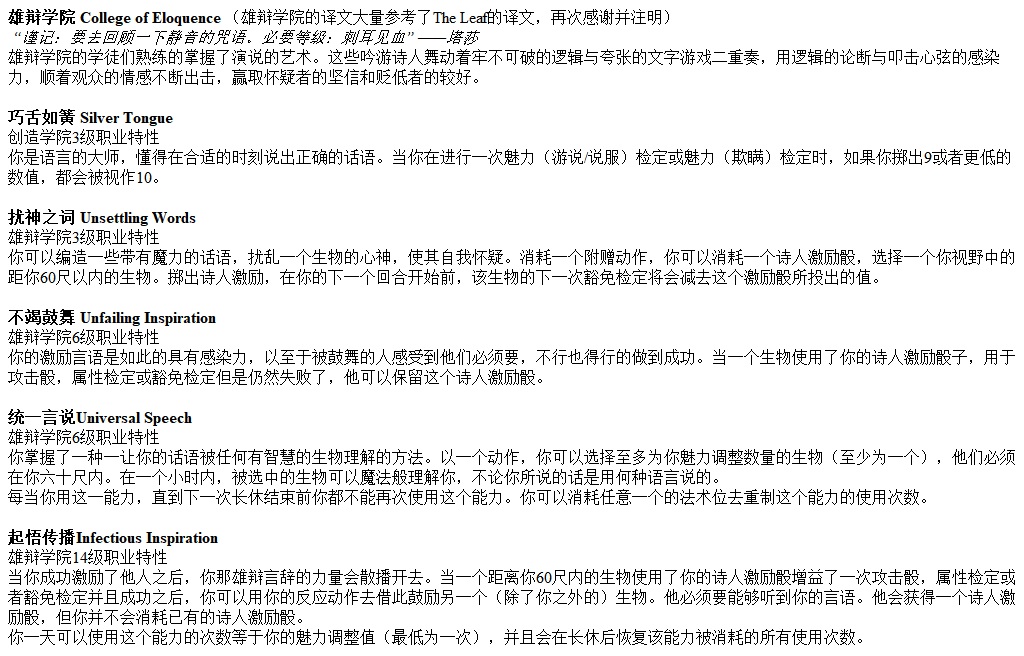 雄辩学院 College of Eloquence （雄辩学院的译文大量参考了The Leaf的译文，再次感谢并注明）
“谨记：要去回顾一下静音的咒语。必要等级：刺耳见血” ——塔莎
雄辩学院的学徒们熟练的掌握了演说的艺术。这些吟游诗人舞动着牢不可破的逻辑与夸张的文字游戏二重奏，用逻辑的论断与叩击心弦的感染
力，顺着观众的情感不断出击，赢取怀疑者的坚信和贬低者的较好。
巧舌如簧 Silver Tongue
创造学院3级职业特性
你是语言的大师，懂得在合适的时刻说出正确的话语。当你在进行一次魅力（游说/说服）检定或魅力（欺瞒）检定时，如果你掷出9或者更低的
数值，都会被视作10。
扰神之词 Unsettling Words
雄辩学院3级职业特性
你可以编造一些带有魔力的话语，扰乱一个生物的心神，使其自我怀疑。消耗一个附赠动作，你可以消耗一个诗人激励骰，选择一个你视野中的
距你60尺以内的生物。掷出诗人激励，在你的下一个回合开始前，该生物的下一次豁免检定将会减去这个激励骰所投出的值。
不竭鼓舞 Unfailing Inspiration
雄辩学院6级职业特性
你的激励言语是如此的具有感染力，以至于被鼓舞的人感受到他们必须要，不行也得行的做到成功。当一个生物使用了你的诗人激励骰子，用于
攻击骰，属性检定或豁免检定但是仍然失败了，他可以保留这个诗人激励骰。
统一言说Universal Speech
雄辩学院6级职业特性
你掌握了一种一让你的话语被任何有智慧的生物理解的方法。以一个动作，你可以选择至多为你魅力调整数量的生物（至少为一个），他们必须
在你六十尺内。在一个小时内，被选中的生物可以魔法般理解你，不论你所说的话是用何种语言说的。
每当你用这一能力，直到下一次长休结束前你都不能再次使用这个能力。你可以消耗任意一个的法术位去重制这个能力的使用次数。
起悟传播Infectious Inspiration
雄辩学院14级职业特性
当你成功激励了他人之后，你那雄辩言辞的力量会散播开去。当一个距离你60尺内的生物使用了你的诗人激励骰增益了一次攻击骰，属性检定或
者豁免检定并且成功之后，你可以用你的反应动作去借此鼓励另一个（除了你之外的）生物。他必须要能够听到你的言语。他会获得一个诗人激
励骰，但你并不会消耗已有的诗人激励骰。
你一天可以使用这个能力的次数等于你的魅力调整值（最低为一次），并且会在长休后恢复该能力被消耗的所有使用次数。